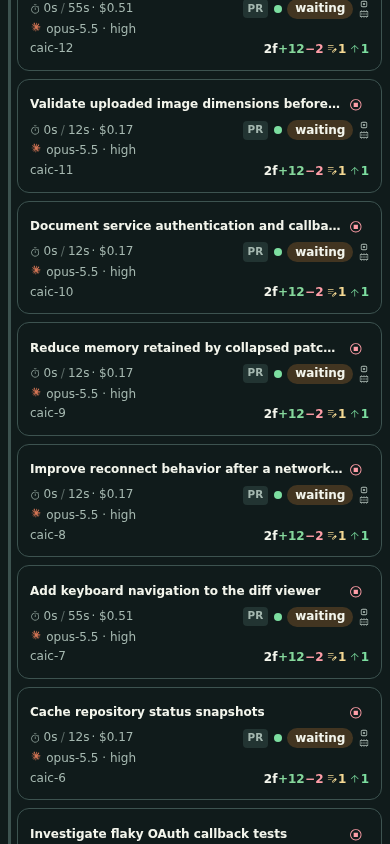 0s / 55s · $0.51 PR waiting
opus-5.5 · high
caic-12 2f+12−2 1 ↑1
Validate uploaded image dimensions before…
0s / 12s · $0.17 PR waiting
opus-5.5 · high
caic-11 2f+12−2 1 ↑1
Document service authentication and callba…
0s / 12s · $0.17 PR waiting
opus-5.5 · high
caic-10 2f+12−2 1 ↑1
Reduce memory retained by collapsed patc…
0s / 12s · $0.17 PR waiting
opus-5.5 · high
caic-9 2f+12−2 1 ↑1
Improve reconnect behavior after a network…
0s / 12s · $0.17 PR waiting
opus-5.5 · high
caic-8 2f+12−2 1 ↑1
Add keyboard navigation to the diff viewer
0s / 55s · $0.51 PR waiting
opus-5.5 · high
caic-7 2f+12−2 1 ↑1
Cache repository status snapshots
0s / 12s · $0.17 PR waiting
opus-5.5 · high
caic-6 2f+12−2 1 ↑1
Investigate flaky OAuth callback tests